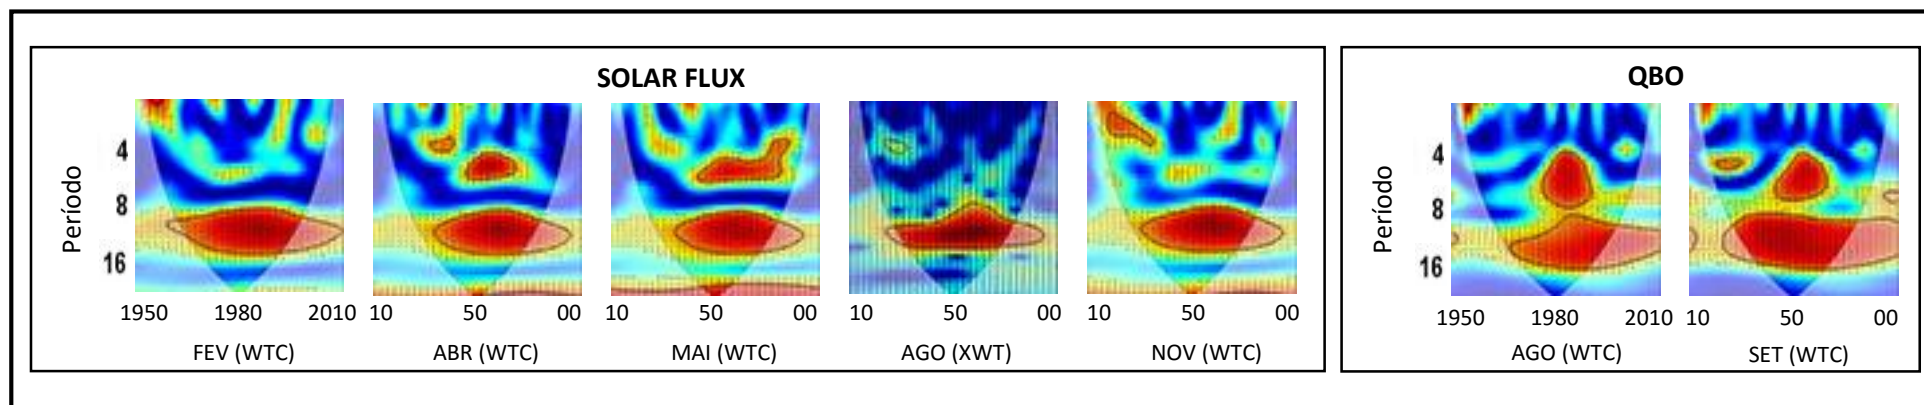 SOLAR FLUX
QBO
Período
4
8
16
1950 1980 2010 10 50 00 10 50 00 10 50 00 10 50 00
FEV (WTC) ABR (WTC) MAI (WTC) AGO (XWT) NOV (WTC)
Período
4
8
16
1950 1980 2010 10 50 00
AGO (WTC) SET (WTC)